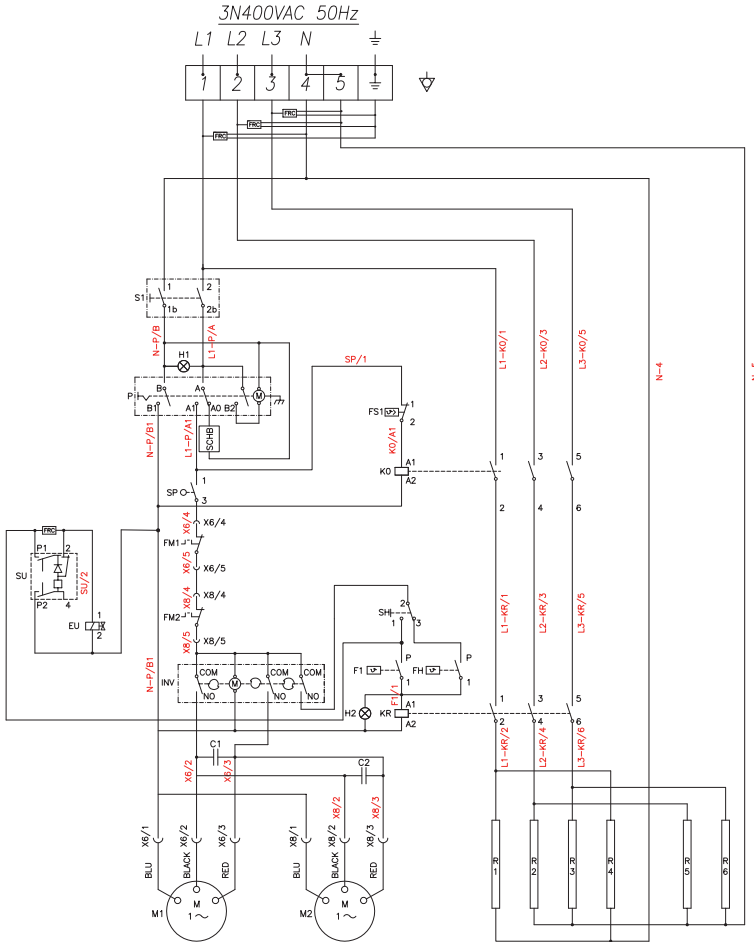 3N400VAC 50Hz
L1 L2 L3 N
1 2 3 4 5
FRC
FRC
FRC
1 2
S1
1b 2b
N-P/B
L1-P/A
H1
SP/1
L1-K0/1
L2-K0/3
L3-K0/5
N-4
B A M
P
B1 A1 A0 B2
N-P/B1
L1-P/A1
SCHB
1
FS1
2
K0/A1
A1
K0
A2
1 3 5
2 4 6
1
SP
3
X6/4
X6/4
FM1
X6/5
X6/5
X8/4
X8/4
FM2
X8/5
X8/5
FRC
P1 2
SU
P2 4
SU/2
1
EU
2
N-P/B1
2
SH
1 3
L1-KR/1
L2-KR/3
L3-KR/5
COM COM COM
INV M
NO NO NO
P P
F1 FH
1 1
F1/1
H2
A1
KR
A2
1 3 5
2 4 6
L1-KR/2
L2-KR/4
L3-KR/6
C1
X6/2
X6/3
C2
X8/2
X8/3
X6/1 X6/2 X6/3 X8/1 X8/2 X8/3
BLU BLACK RED BLU BLACK RED
M M
M1 1 M2 1
R1 R2 R3 R4 R5 R6